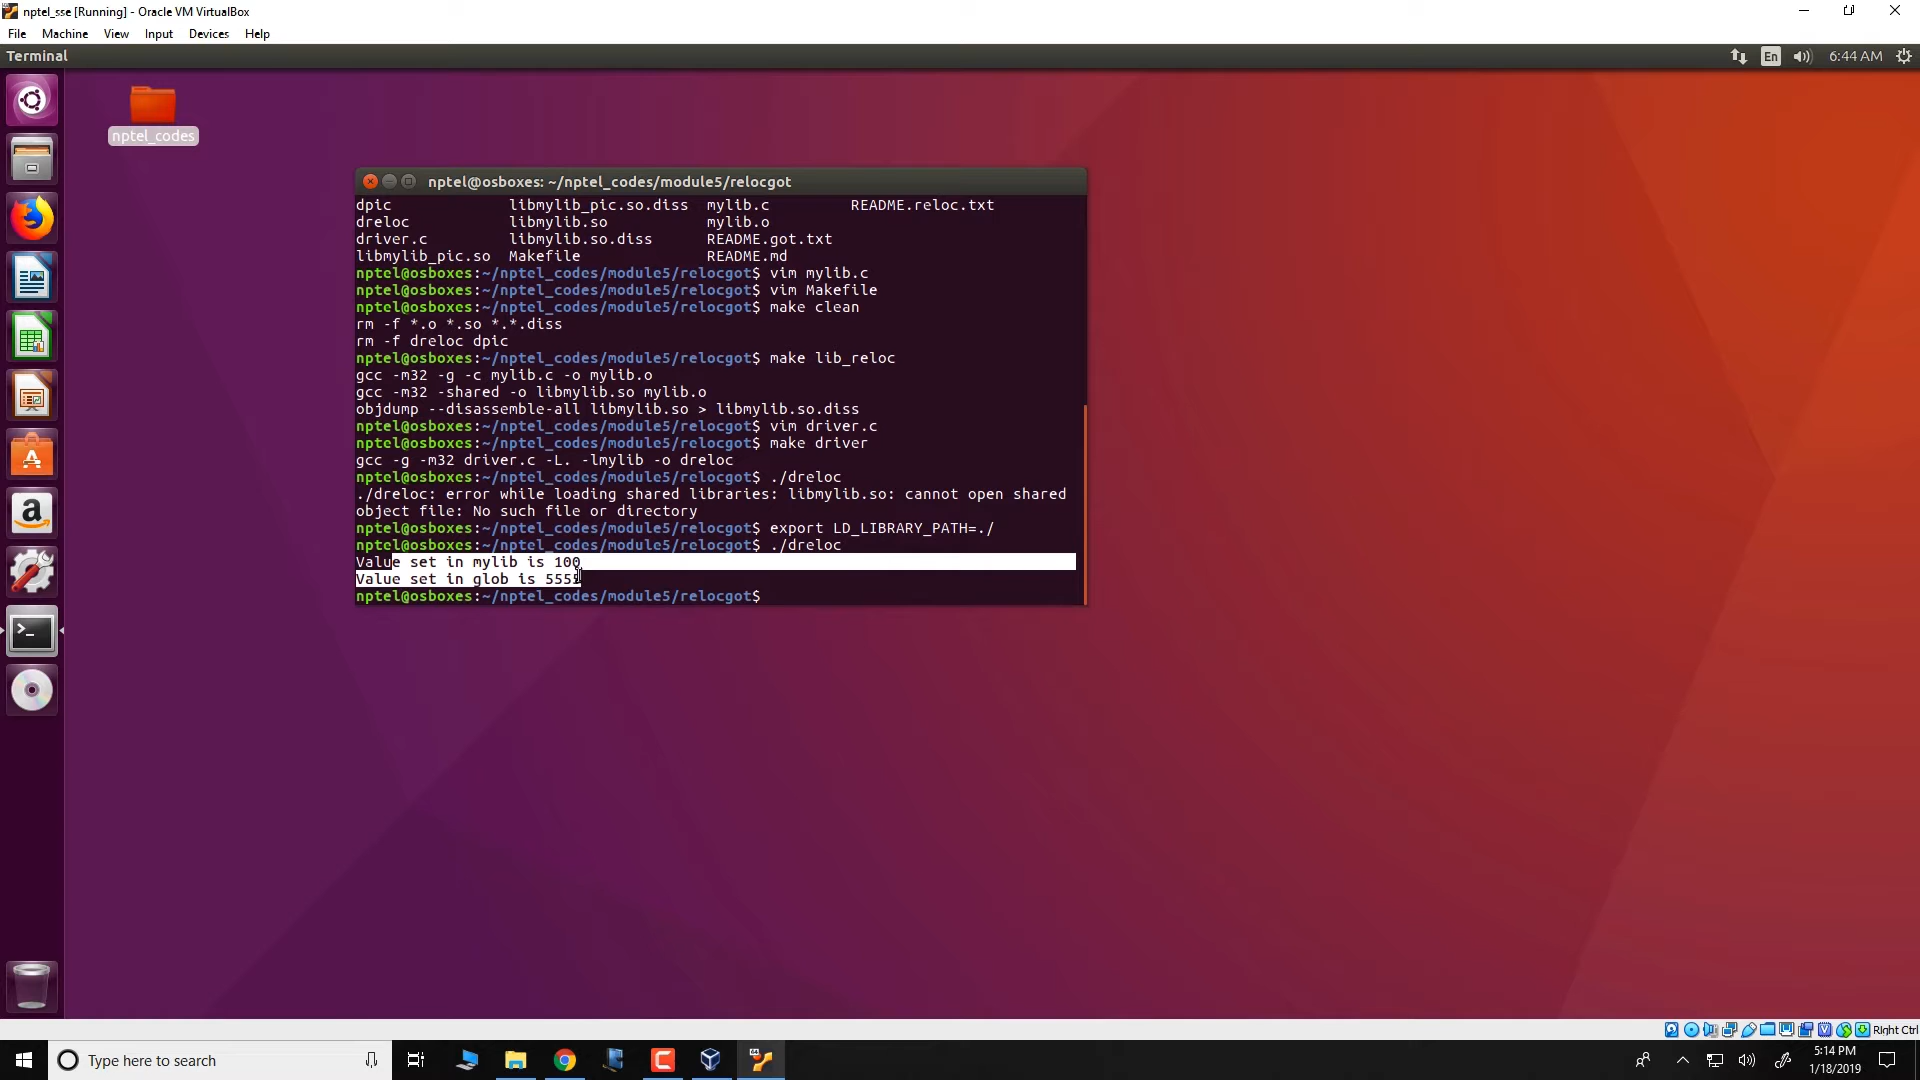 nptel_sse [Running] - Oracle VM VirtualBox
File Machine View Input Devices Help
Terminal
En
6:44 AM
nptel_codes
nptel@osboxes: ~/nptel_codes/module5/relocgot
dpic libmylib_pic.so.diss mylib.c README.reloc.txt
dreloc libmylib.so mylib.o
driver.c libmylib.so.diss README.got.txt
libmylib_pic.so Makefile README.md
nptel@osboxes:~/nptel_codes/module5/relocgot$ vim mylib.c
nptel@osboxes:~/nptel_codes/module5/relocgot$ vim Makefile
nptel@osboxes:~/nptel_codes/module5/relocgot$ make clean
rm -f *.o *.so *.*.diss
rm -f dreloc dpic
nptel@osboxes:~/nptel_codes/module5/relocgot$ make lib_reloc
gcc -m32 -g -c mylib.c -o mylib.o
gcc -m32 -shared -o libmylib.so mylib.o
objdump --disassemble-all libmylib.so > libmylib.so.diss
nptel@osboxes:~/nptel_codes/module5/relocgot$ vim driver.c
nptel@osboxes:~/nptel_codes/module5/relocgot$ make driver
gcc -g -m32 driver.c -L. -lmylib -o dreloc
nptel@osboxes:~/nptel_codes/module5/relocgot$ ./dreloc
./dreloc: error while loading shared libraries: libmylib.so: cannot open shared
object file: No such file or directory
nptel@osboxes:~/nptel_codes/module5/relocgot$ export LD_LIBRARY_PATH=./
nptel@osboxes:~/nptel_codes/module5/relocgot$ ./dreloc
Value set in mylib is 100
Value set in glob is 5555
nptel@osboxes:~/nptel_codes/module5/relocgot$
Right Ctrl
Type here to search
5:14 PM
1/18/2019